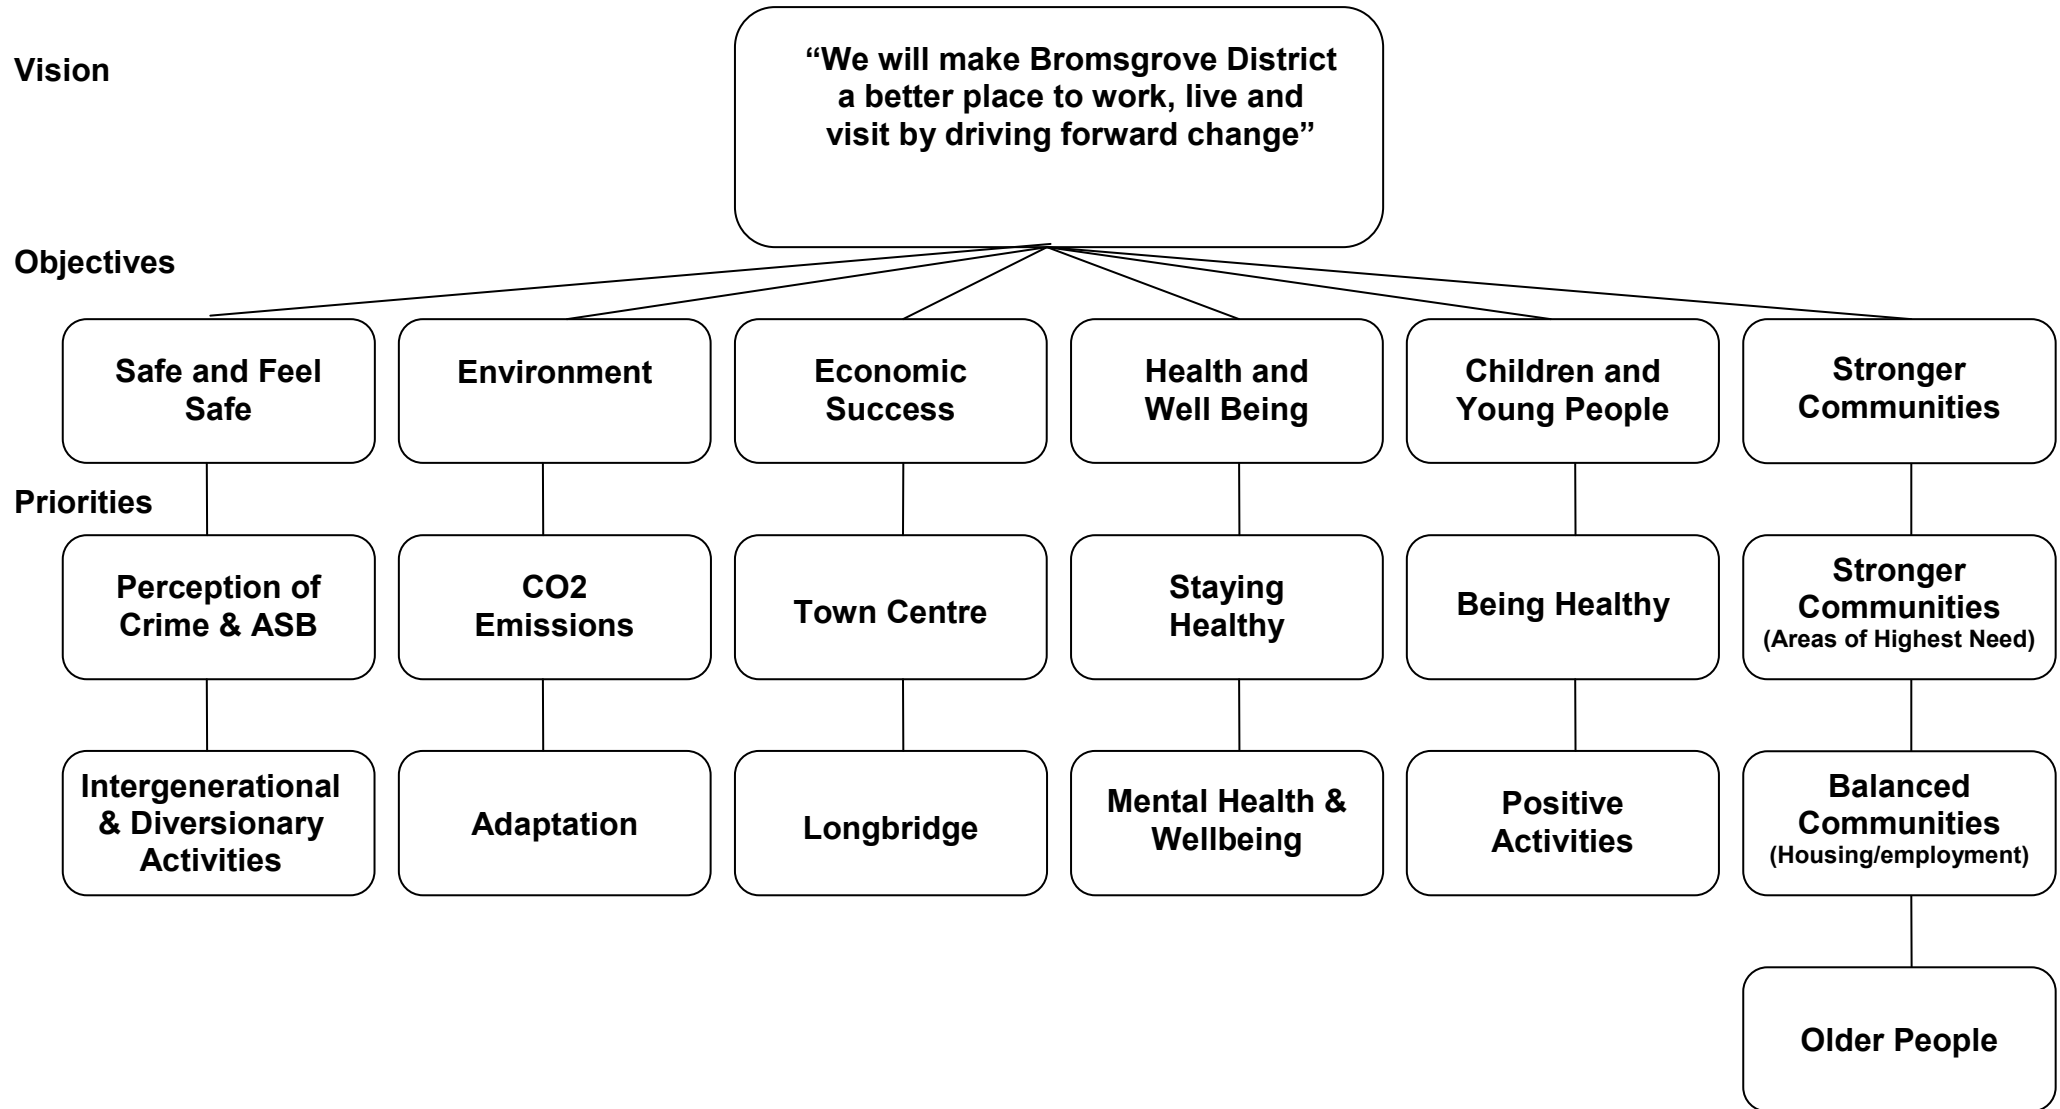 Vision
“We will make Bromsgrove District
a better place to work, live and
visit by driving forward change”
Objectives
Safe and Feel
Safe
Environment
Economic
Success
Health and
Well Being
Children and
Young People
Stronger
Communities
Priorities
Perception of
Crime & ASB
CO2
Emissions
Town Centre
Staying
Healthy
Being Healthy
Stronger
Communities
(Areas of Highest Need)
Intergenerational
& Diversionary
Activities
Adaptation
Longbridge
Mental Health &
Wellbeing
Positive
Activities
Balanced
Communities
(Housing/employment)
Older People